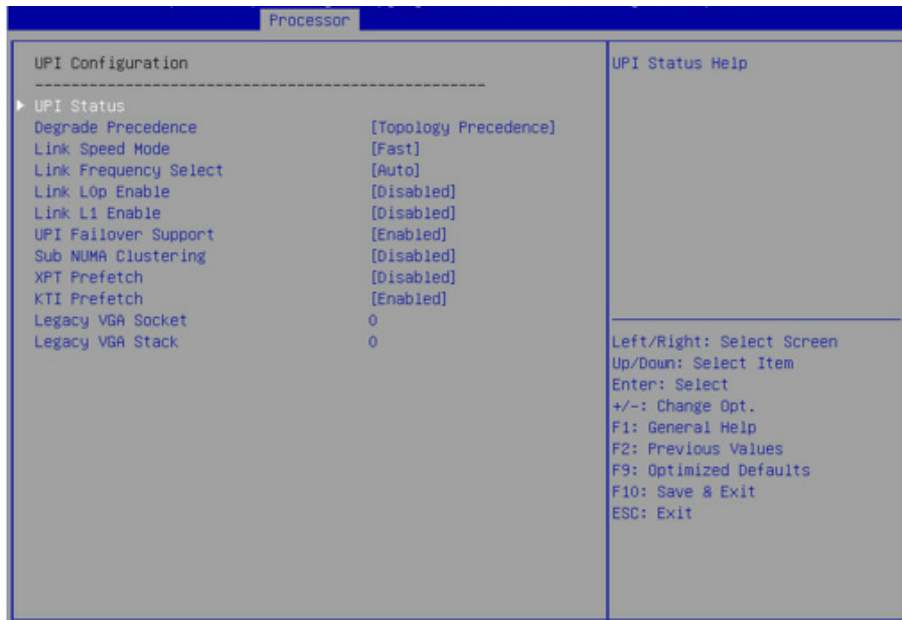 Processor
UPI Configuration
--------------------------------------------------
UPI Status
Degrade Precedence [Topology Precedence]
Link Speed Mode [Fast]
Link Frequency Select [Auto]
Link L0p Enable [Disabled]
Link L1 Enable [Disabled]
UPI Failover Support [Enabled]
Sub NUMA Clustering [Disabled]
XPT Prefetch [Disabled]
KTI Prefetch [Enabled]
Legacy VGA Socket 0
Legacy VGA Stack 0
UPI Status Help
Left/Right: Select Screen
Up/Down: Select Item
Enter: Select
+/-: Change Opt.
F1: General Help
F2: Previous Values
F9: Optimized Defaults
F10: Save & Exit
ESC: Exit